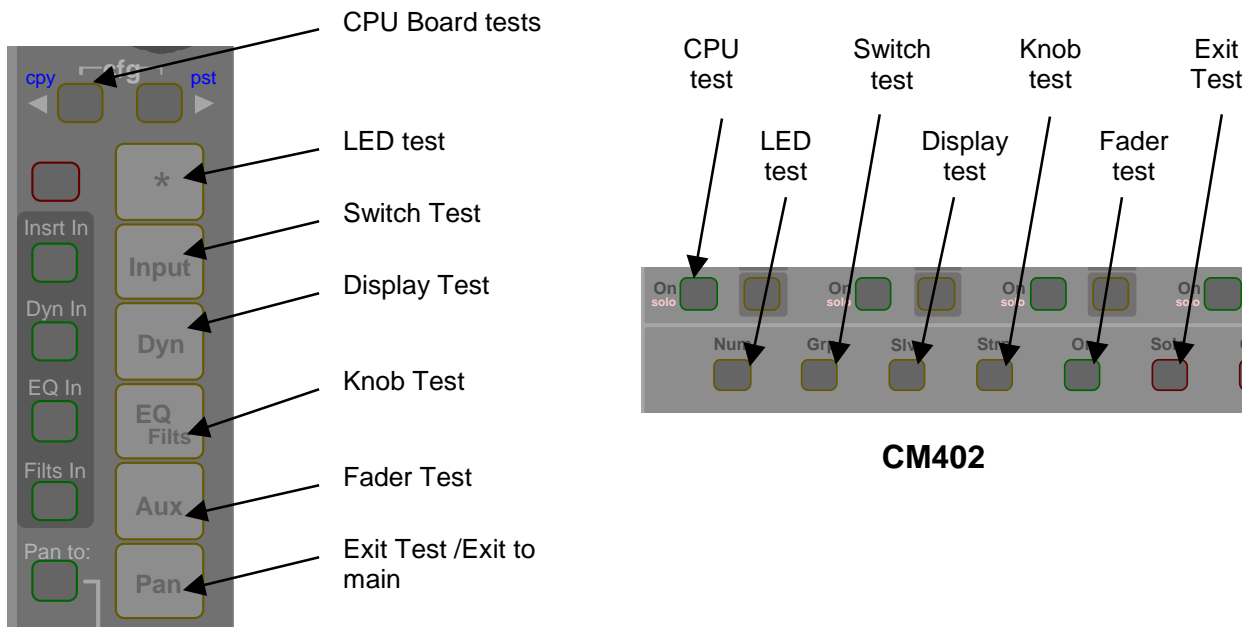 CPU Board tests
cfg
cpy
pst
LED test
*
Switch Test
Insrt In
Input
Display Test
Dyn In
Dyn
Knob Test
EQ In
EQ
Filts
Fader Test
Filts In
Aux
Exit Test /Exit to
main
Pan to:
Pan
CPU
test
Switch
test
Knob
test
Exit
Test
LED
test
Display
test
Fader
test
On
solo
On
solo
On
solo
On
solo
Num
Grp
Slv
Strp
On
Solo
CM402